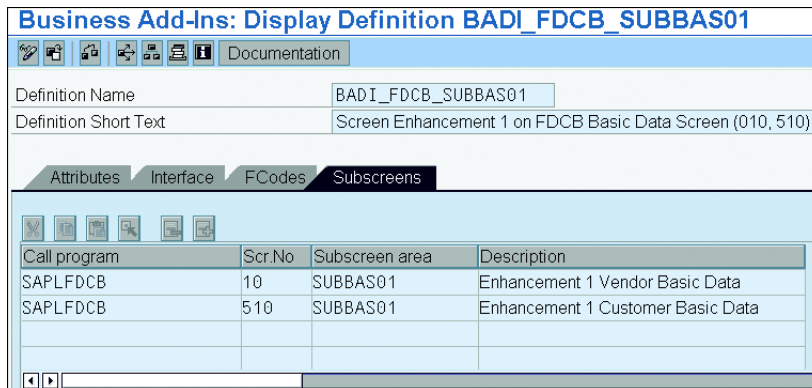 Business Add-Ins: Display Definition BADI_FDCB_SUBBAS01
Documentation
Definition Name BADI_FDCB_SUBBAS01
Definition Short Text Screen Enhancement 1 on FDCB Basic Data Screen (010, 510)
Attributes Interface FCodes Subscreens
Call program Scr.No Subscreen area Description
SAPLFDCB 10 SUBBAS01 Enhancement 1 Vendor Basic Data
SAPLFDCB 510 SUBBAS01 Enhancement 1 Customer Basic Data